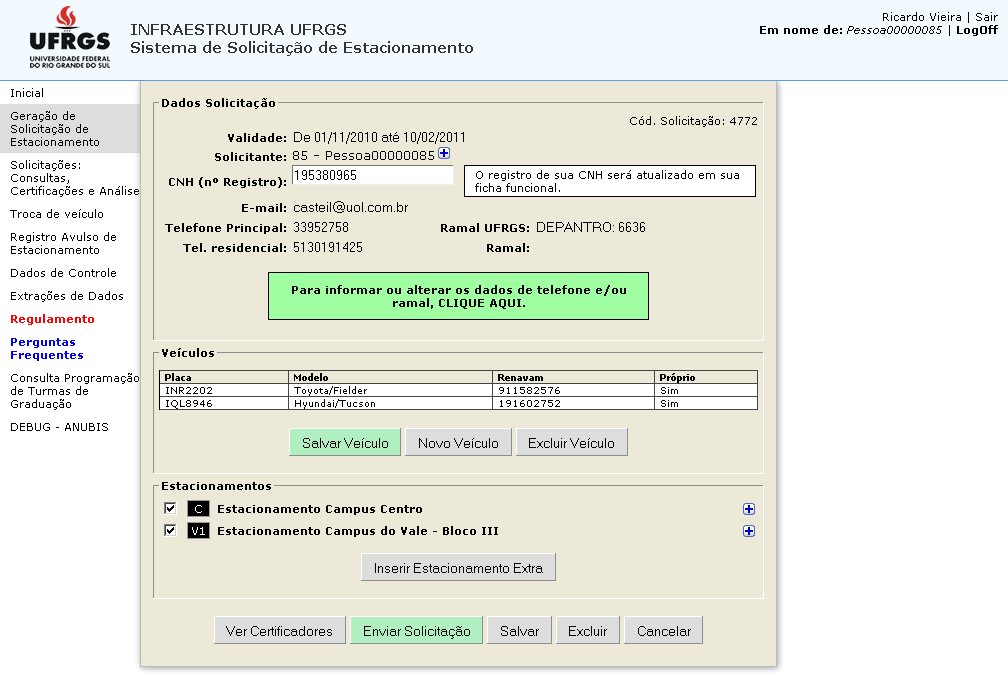 UFRGS
UNIVERSIDADE FEDERAL
DO RIO GRANDE DO SUL
INFRAESTRUTURA UFRGS
Sistema de Solicitação de Estacionamento
Ricardo Vieira | Sair
Em nome de: Pessoa00000085 | LogOff
Inicial
Geração de
Solicitação de
Estacionamento
Solicitações:
Consultas,
Certificações e Análise
Troca de veículo
Registro Avulso de
Estacionamento
Dados de Controle
Extrações de Dados
Regulamento
Perguntas
Frequentes
Consulta Programação
de Turmas de
Graduação
DEBUG - ANUBIS
Dados Solicitação
Cód. Solicitação: 4772
Validade: De 01/11/2010 até 10/02/2011
Solicitante: 85 - Pessoa00000085
CNH (nº Registro): 195380965
O registro de sua CNH será atualizado em sua
ficha funcional.
E-mail: casteil@uol.com.br
Telefone Principal: 33952758 Ramal UFRGS: DEPANTRO: 6636
Tel. residencial: 5130191425 Ramal:
Para informar ou alterar os dados de telefone e/ou
ramal, CLIQUE AQUI.
Veículos
Placa Modelo Renavam Próprio
INR2202 Toyota/Fielder 911582576 Sim
IQL8946 Hyundai/Tucson 191602752 Sim
Salvar Veículo Novo Veículo Excluir Veículo
Estacionamentos
C Estacionamento Campus Centro
V1 Estacionamento Campus do Vale - Bloco III
Inserir Estacionamento Extra
Ver Certificadores Enviar Solicitação Salvar Excluir Cancelar